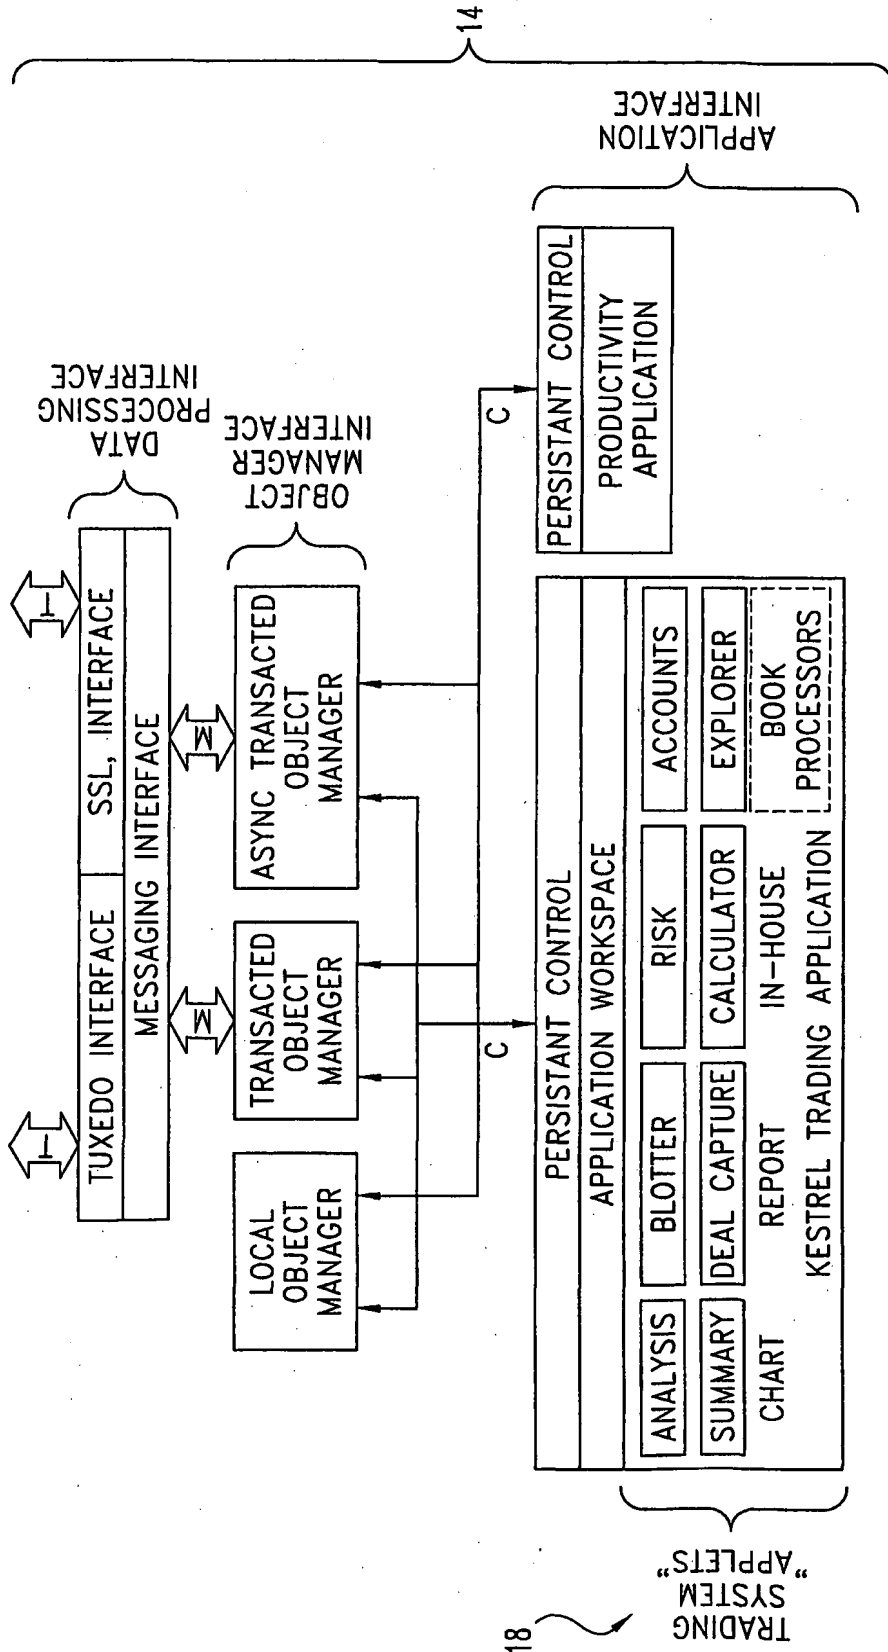 14
T
T
TUXEDO INTERFACE
SSL, INTERFACE
MESSAGING INTERFACE
DATA
PROCESSING
INTERFACE
M
M
LOCAL
OBJECT
MANAGER
TRANSACTED
OBJECT
MANAGER
ASYNC TRANSACTED
OBJECT
MANAGER
OBJECT
MANAGER
INTERFACE
C
C
PERSISTANT CONTROL
APPLICATION WORKSPACE
ANALYSIS
BLOTTER
RISK
ACCOUNTS
SUMMARY
DEAL CAPTURE
CALCULATOR
EXPLORER
CHART
REPORT
IN-HOUSE
BOOK
PROCESSORS
KESTREL TRADING APPLICATION
PERSISTANT CONTROL
PRODUCTIVITY
APPLICATION
APPLICATION
INTERFACE
18
TRADING
SYSTEM
"APPLETS"